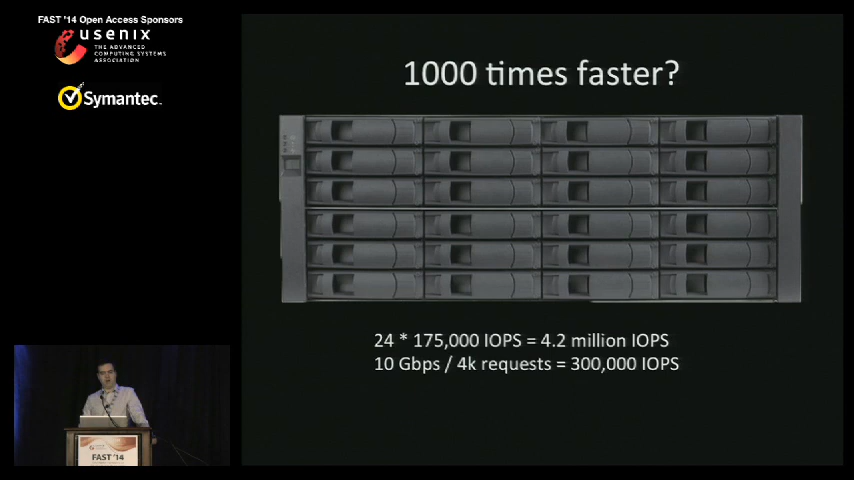 FAST '14 Open Access Sponsors
usenix
THE ADVANCED
COMPUTING SYSTEMS
ASSOCIATION
Symantec.
1000 times faster?
24 * 175,000 IOPS = 4.2 million IOPS
10 Gbps / 4k requests = 300,000 IOPS
FAST '14